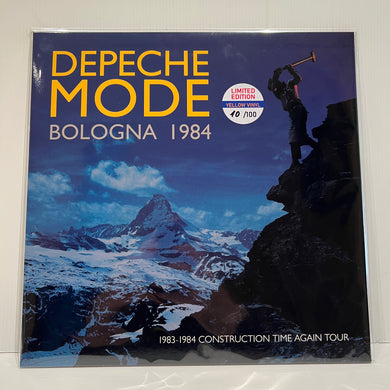 DEPECHE
MODE
BOLOGNA 1984
LIMITED
EDITION
YELLOW VINYL
10 /100
1983-1984 CONSTRUCTION TIME AGAIN TOUR